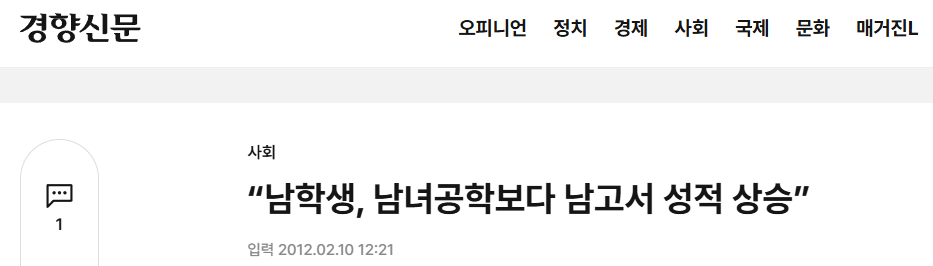 경향신문
오피니언 정치 경제 사회 국제 문화 매거진L
사회
“남학생, 남녀공학보다 남고서 성적 상승”
1
입력 2012.02.10 12:21